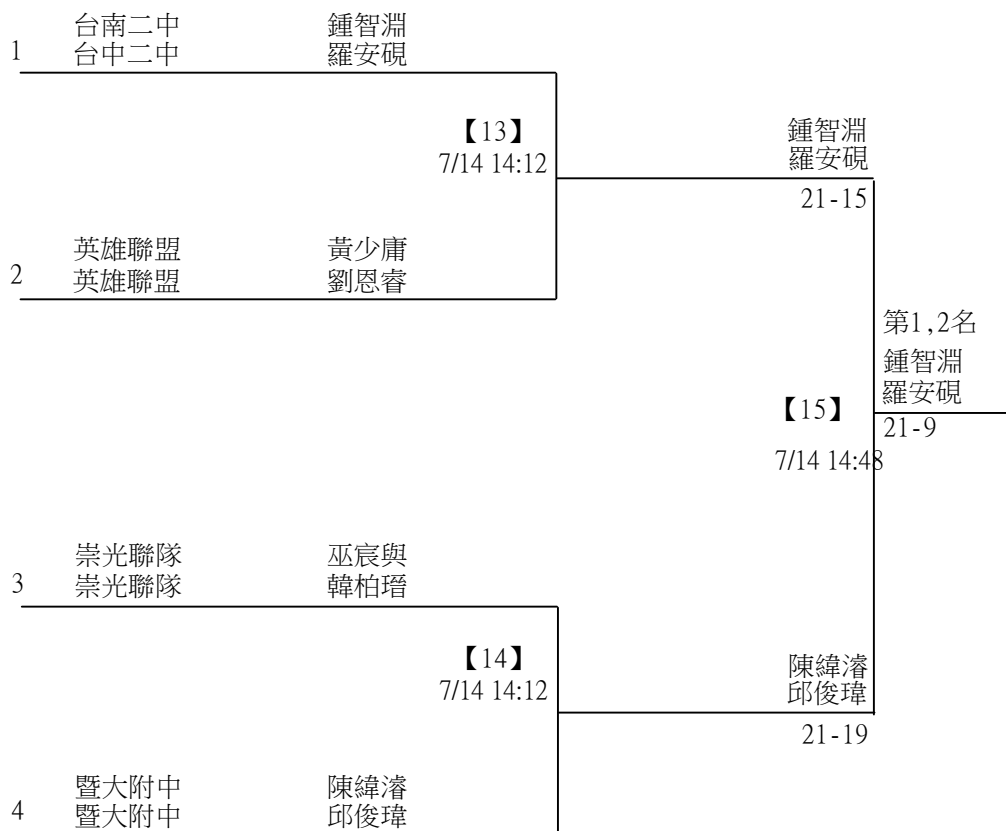 台南二中 鍾智淵
1 台中二中 羅安硯
【13】
7/14 14:12
鍾智淵
羅安硯
21-15
英雄聯盟 黃少庸
2 英雄聯盟 劉恩睿
第1,2名
鍾智淵
羅安硯
【15】
21-9
7/14 14:48
崇光聯隊 巫宸與
3 崇光聯隊 韓柏瑨
【14】
7/14 14:12
陳緯濬
邱俊瑋
21-19
暨大附中 陳緯濬
4 暨大附中 邱俊瑋